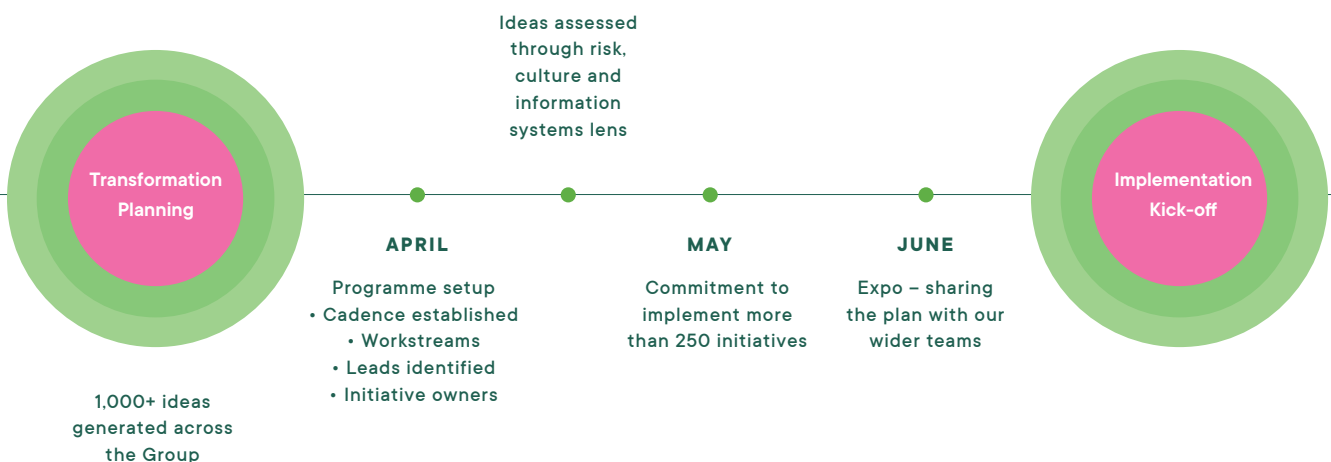 Transformation
Planning
1,000+ ideas
generated across
the Group
APRIL
Programme setup
• Cadence established
• Workstreams
• Leads identified
• Initiative owners
Ideas assessed
through risk,
culture and
information
systems lens
MAY
Commitment to
implement more
than 250 initiatives
JUNE
Expo – sharing
the plan with our
wider teams
Implementation
Kick-off